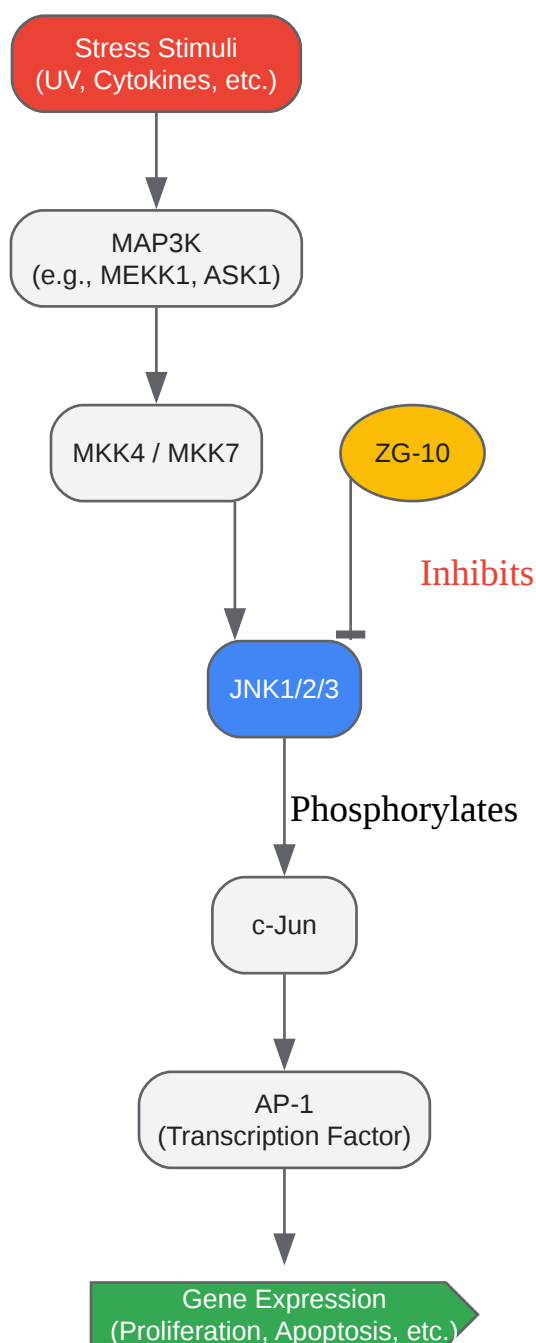 Stress Stimuli
(UV, Cytokines, etc.)
MAP3K
(e.g., MEKK1, ASK1)
MKK4 / MKK7
ZG-10
Inhibits
JNK1/2/3
Phosphorylates
c-Jun
AP-1
(Transcription Factor)
Gene Expression
(Proliferation, Apoptosis, etc.)